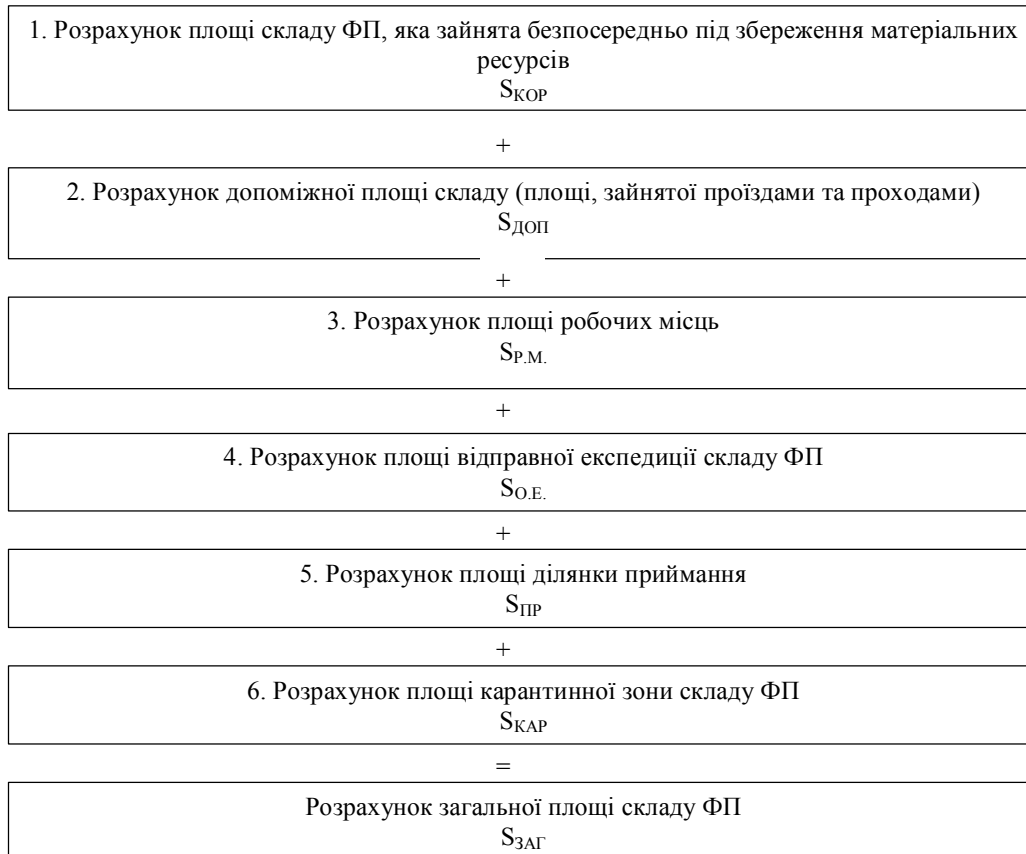 1. Розрахунок площі складу ФП, яка зайнята безпосередньо під збереження матеріальних
ресурсів
SКОР
+
2. Розрахунок допоміжної площі складу (площі, зайнятої проїздами та проходами)
SДОП
+
3. Розрахунок площі робочих місць
SР.М.
+
4. Розрахунок площі відправної експедиції складу ФП
SО.Е.
+
5. Розрахунок площі ділянки приймання
SПР
+
6. Розрахунок площі карантинної зони складу ФП
SКАР
=
Розрахунок загальної площі складу ФП
SЗАГ